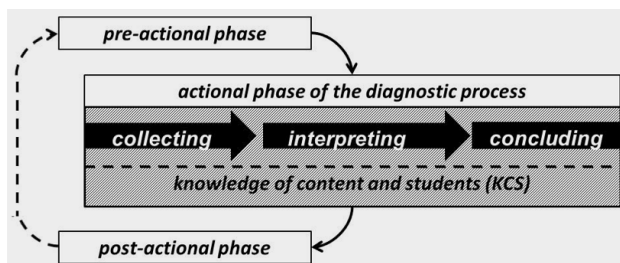 pre-actional phase
actional phase of the diagnostic process
collecting interpreting concluding
knowledge of content and students (KCS)
post-actional phase